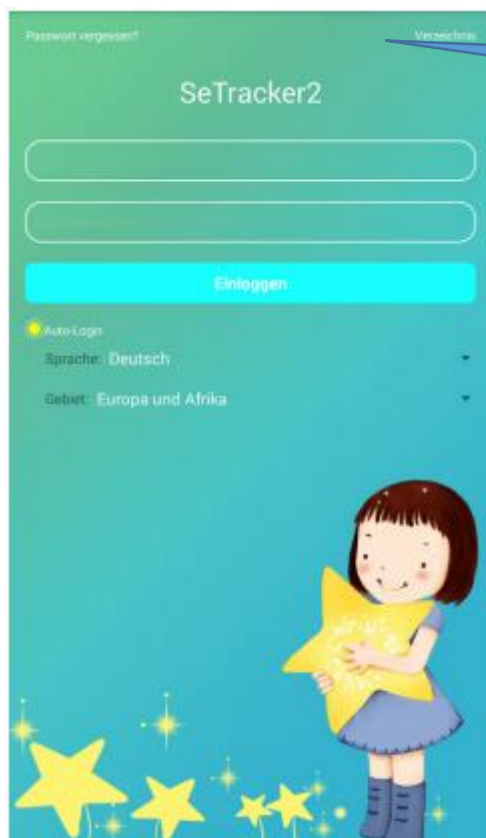 Passwort vergessen?
Verzeichnis
SeTracker2
Einloggen
Auto-Login
Sprache: Deutsch
Gebiet: Europa und Afrika